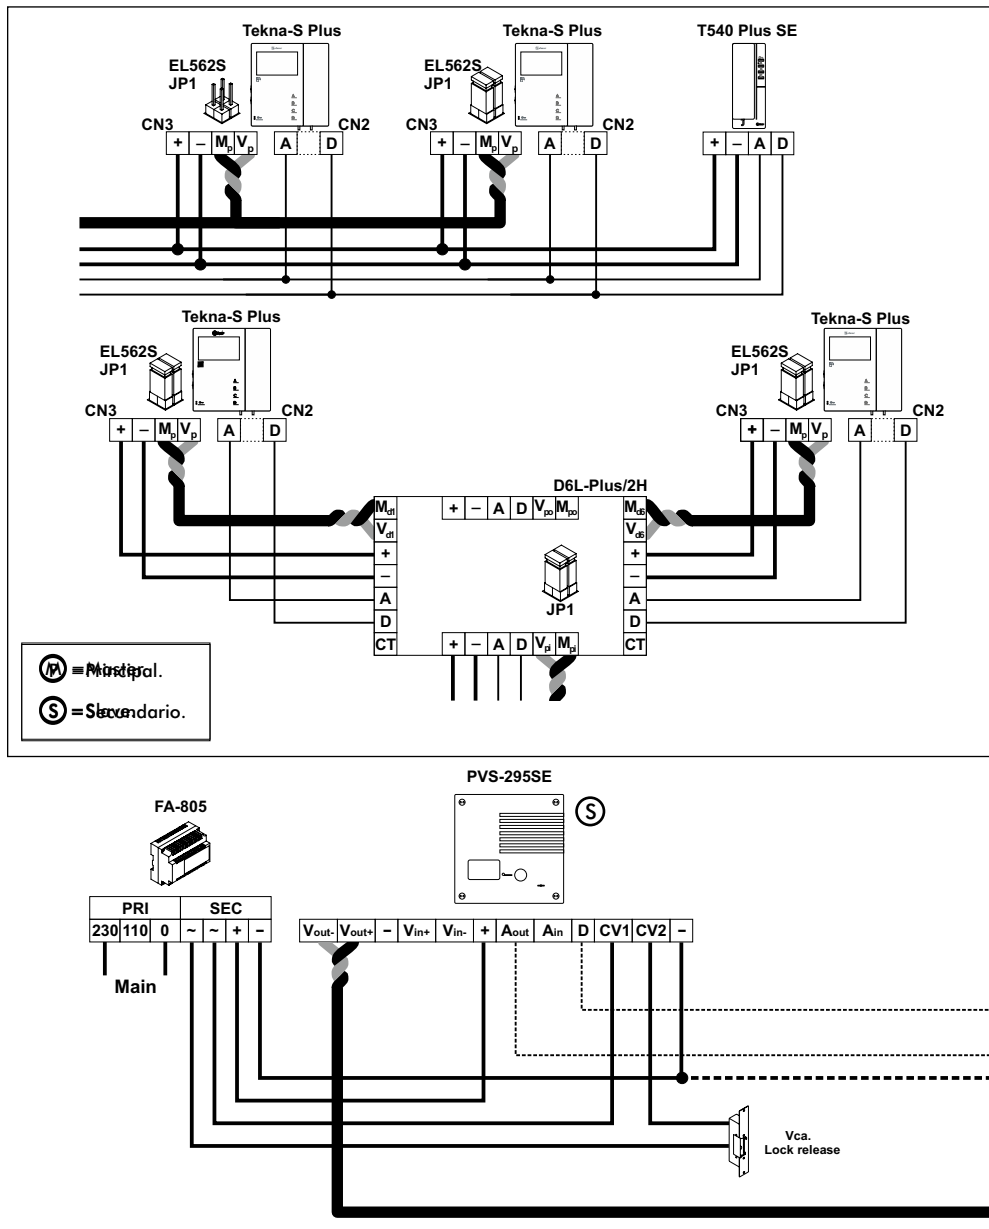 Tekna-S Plus
Tekna-S Plus
T540 Plus SE
EL562S
JP1
EL562S
JP1
CN3
CN2
CN3
CN2
+ – Mp Vp A D
+ – Mp Vp A D
+ – A D
Tekna-S Plus
Tekna-S Plus
EL562S
JP1
EL562S
JP1
CN3
CN2
CN3
CN2
+ – Mp Vp A D
+ – Mp Vp A D
D6L-Plus/2H
Md1
+ – A D Vpo Mpo
Md6
Vd1
Vd6
+
+
–
–
JP1
A
A
D
D
CT
+ – A D Vpi Mpi
CT
S
PVS-295SE
S
FA-805
PRI SEC
230 110 0 ~ ~ + –
Vout- Vout+ – Vin+ Vin- + Aout Ain D CV1 CV2 –
Main
Vca.
Lock release